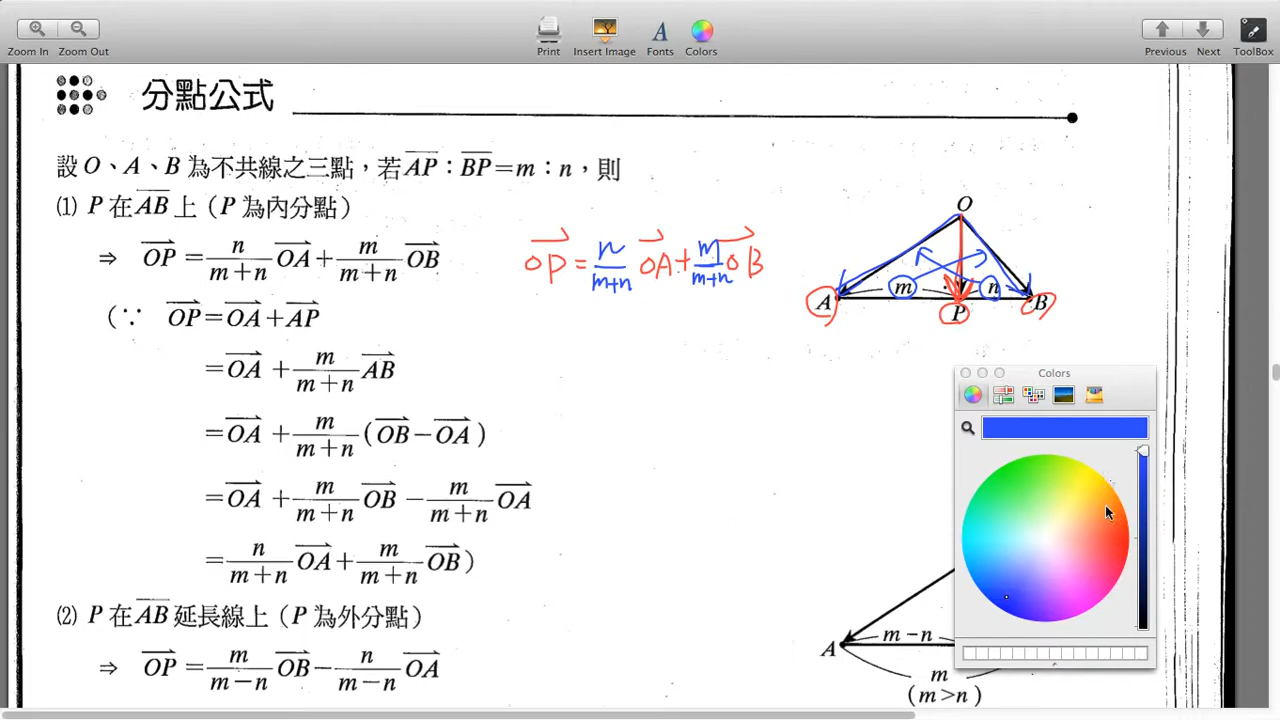 Zoom In Zoom Out Print Insert Image Fonts Colors Previous Next ToolBox
分點公式
設 O、A、B 為不共線之三點,若 AP:BP=m:n,則
(1) P 在 AB 上(P 為內分點)
⇒ OP = n/(m+n) OA + m/(m+n) OB
OP = n/(m+n) OA + m/(m+n) OB
O
m n
A P B
(∵ OP=OA+AP
=OA + m/(m+n) AB
=OA + m/(m+n) (OB-OA)
=OA + m/(m+n) OB - m/(m+n) OA
= n/(m+n) OA + m/(m+n) OB)
Colors
(2) P 在 AB 延長線上(P 為外分點)
⇒ OP = m/(m-n) OB - n/(m-n) OA
A m-n
m
(m>n)